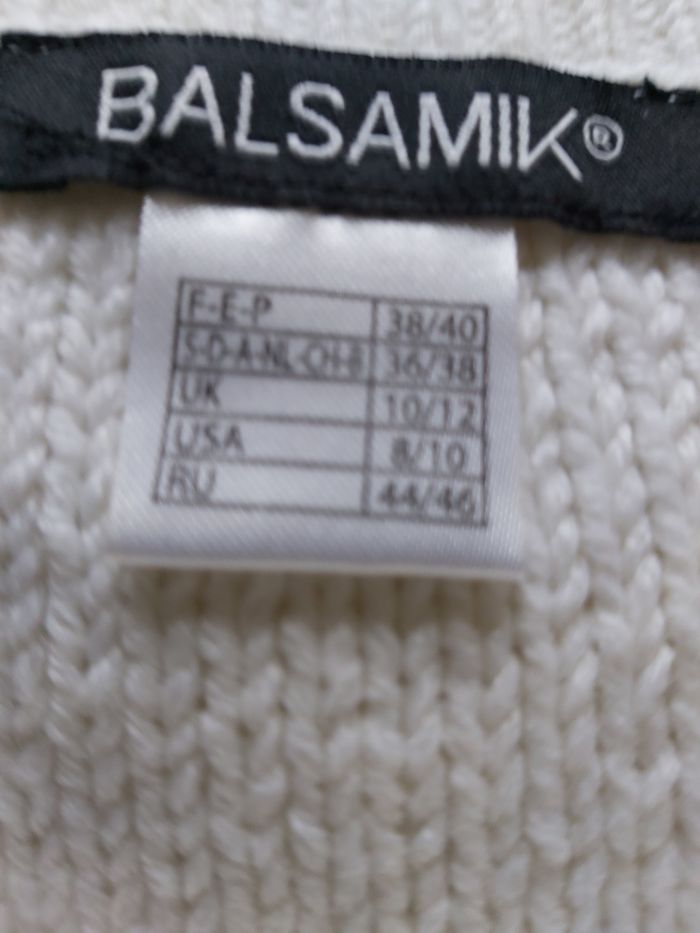 BALSAMIK®
F-E-P 38/40
S-D-A-NL-CH-B 36/38
UK 10/12
USA 8/10
RU 44/46